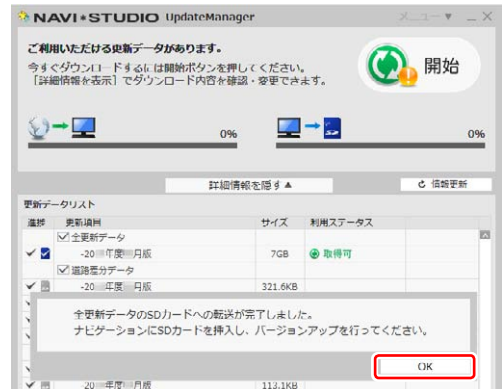 NAVI*STUDIO UpdateManager
メニュー ▼ _ X
ご利用いただける更新データがあります。
今すぐダウンロードするには開始ボタンを押してください。
「詳細情報を表示」でダウンロード内容を確認・変更できます。
開始
0%
0%
詳細情報を隠す▲
情報更新
更新データリスト
進捗 更新項目 サイズ 利用ステータス
全更新データ
-20 年度 月版 7GB 取得可
道路差分データ
-20 年度 月版 321.6KB
全更新データのSDカードへの転送が完了しました。
ナビゲーションにSDカードを挿入し、バージョンアップを行ってください。
OK
-20 年度 月版 113.1KB